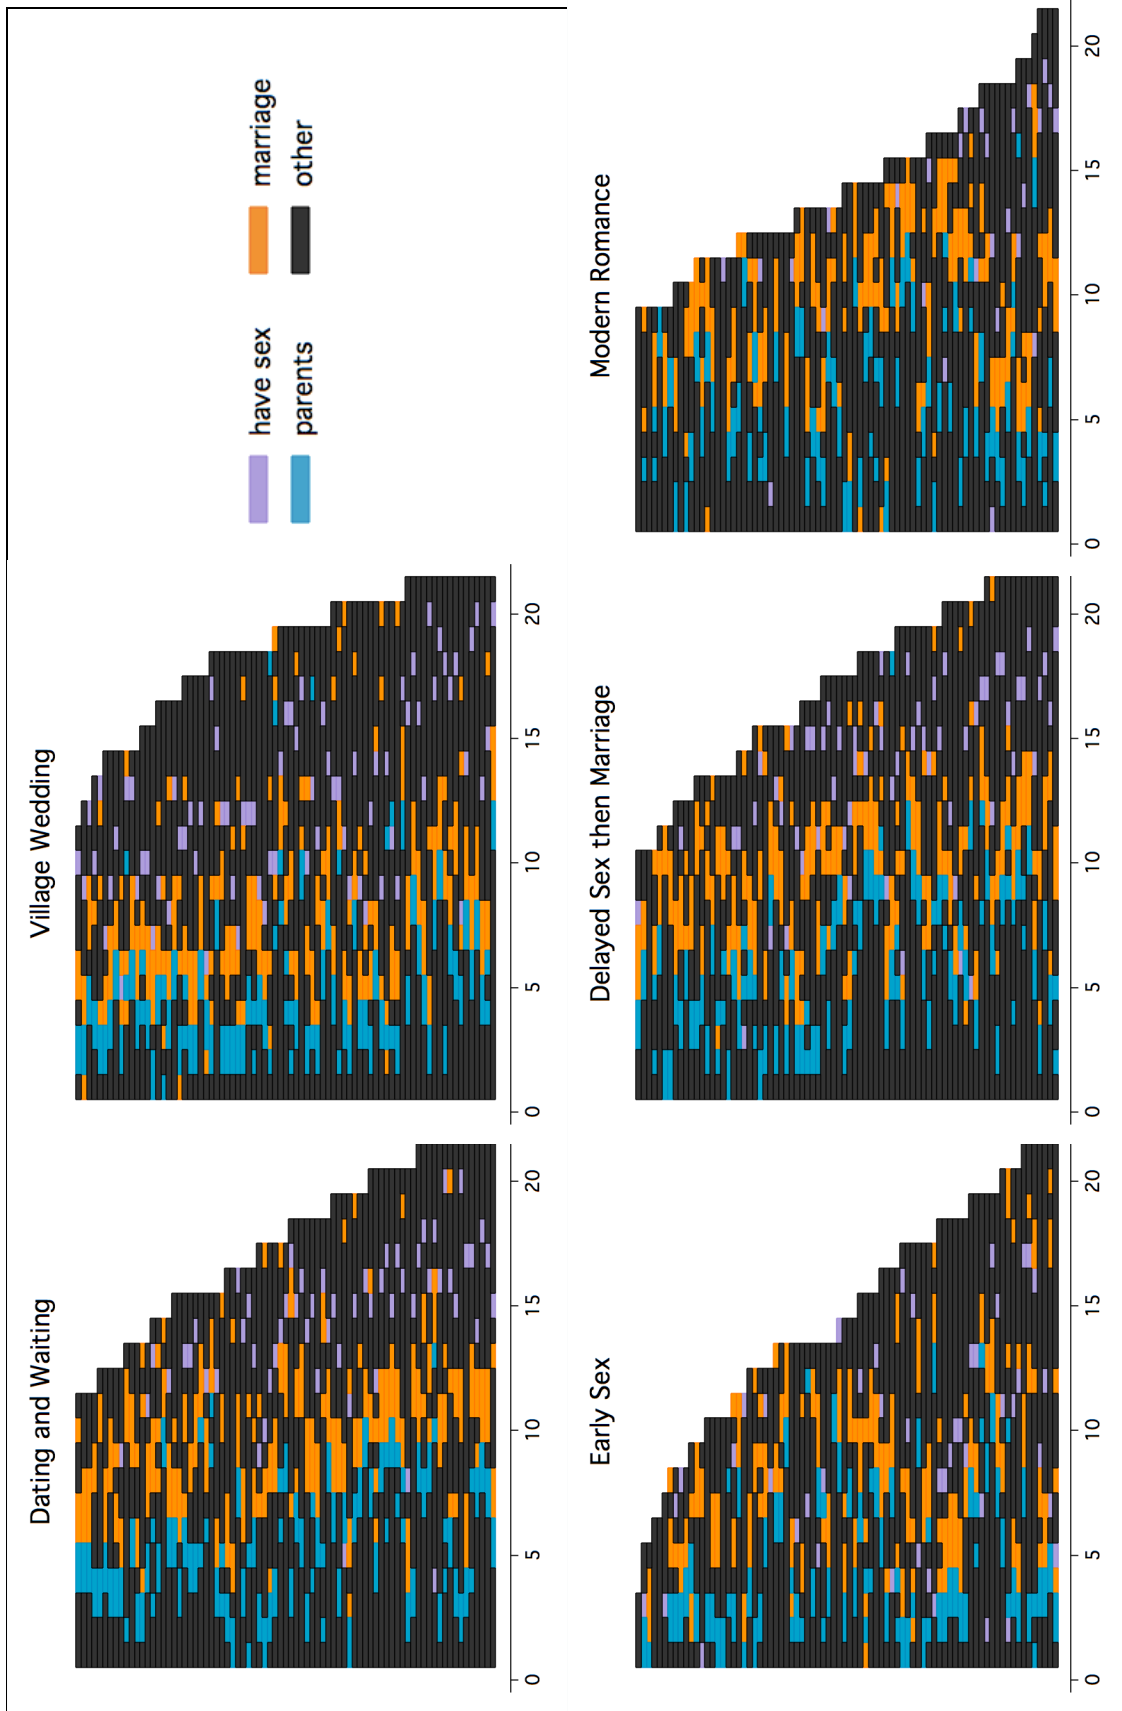 Dating and Waiting
0 5 10 15 20
Village Wedding
0 5 10 15 20
have sex marriage
parents other
Early Sex
0 5 10 15 20
Delayed Sex then Marriage
0 5 10 15 20
Modern Romance
0 5 10 15 20